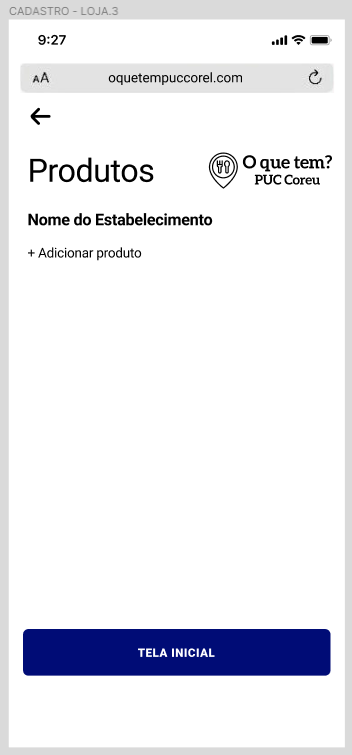 CADASTRO - LOJA.3
9:27
AA oquetempuccorel.com
Produtos
O que tem?
PUC Coreu
Nome do Estabelecimento
+ Adicionar produto
TELA INICIAL